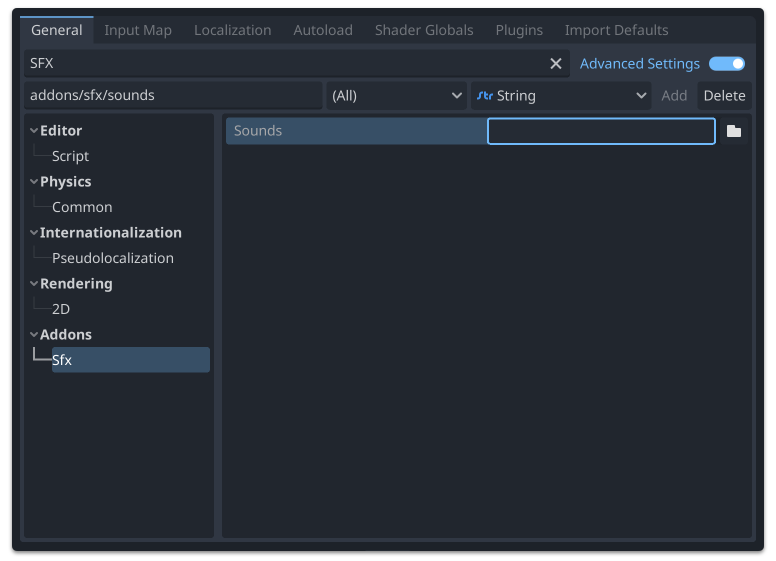 General Input Map Localization Autoload Shader Globals Plugins Import Defaults
SFX Advanced Settings
addons/sfx/sounds (All) Str String Add Delete
Editor
Script
Physics
Common
Internationalization
Pseudolocalization
Rendering
2D
Addons
Sfx
Sounds